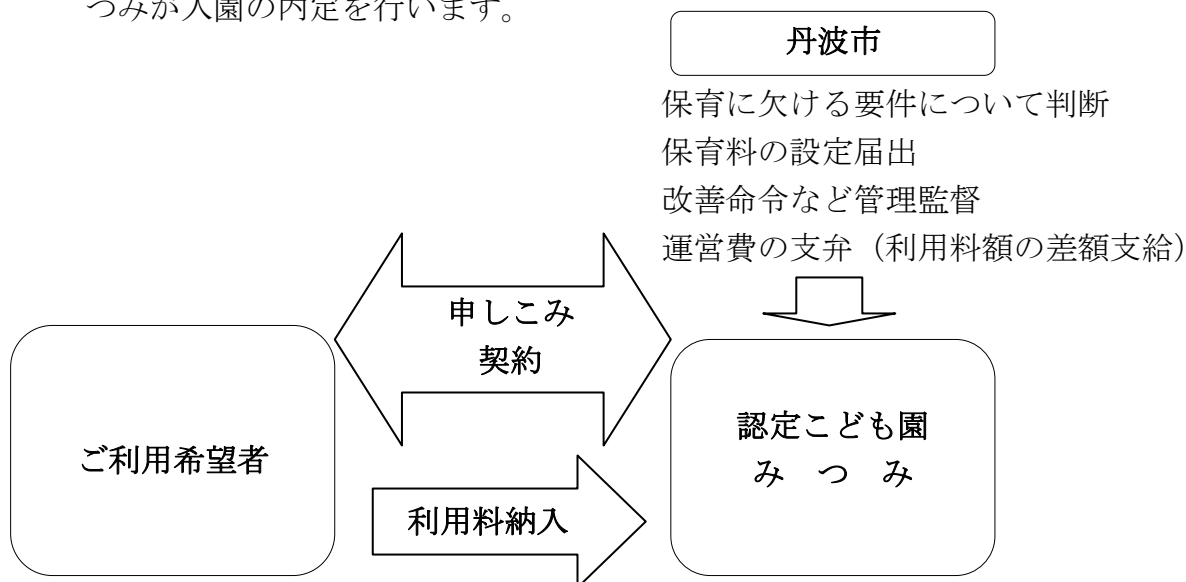 つみが入園の内定を行います。
丹波市
保育に欠ける要件について判断
保育料の設定届出
改善命令など管理監督
運営費の支弁（利用料額の差額支給）
申しこみ
契約
ご利用希望者
認定こども園
み つ み
利用料納入